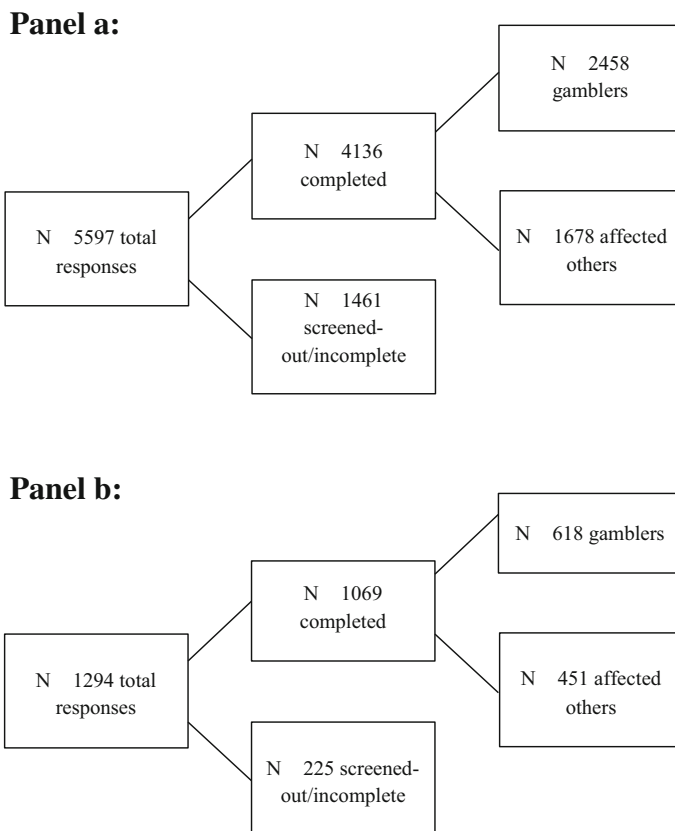 Panel a:
N 2458
gamblers
N 4136
completed
N 5597 total
responses
N 1678 affected
others
N 1461
screened-
out/incomplete
Panel b:
N 618 gamblers
N 1069
completed
N 1294 total
responses
N 451 affected
others
N 225 screened-
out/incomplete